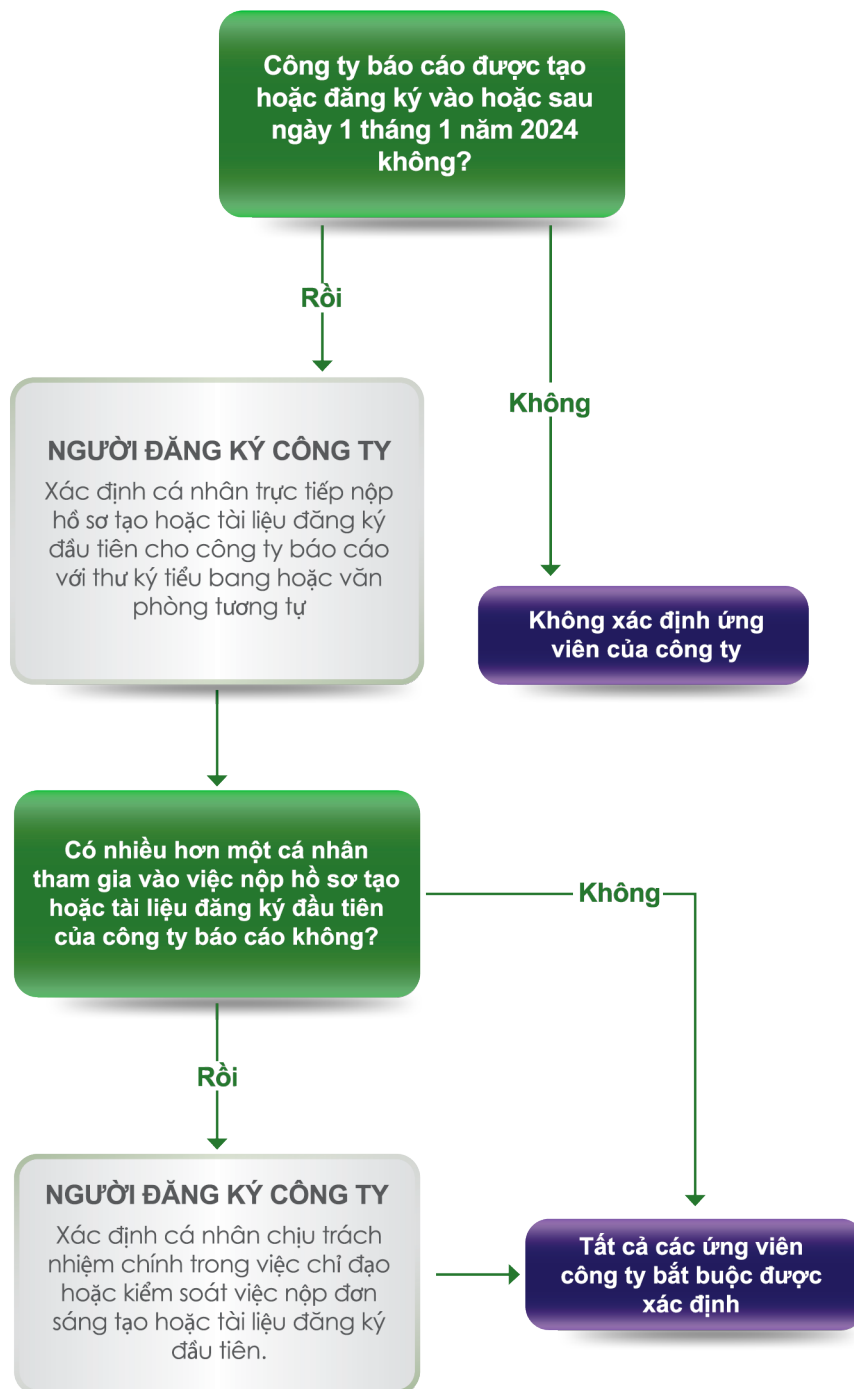 Công ty báo cáo được tạo
hoặc đăng ký vào hoặc sau
ngày 1 tháng 1 năm 2024
không?
Rồi
Không
NGƯỜI ĐĂNG KÝ CÔNG TY
Xác định cá nhân trực tiếp nộp
hồ sơ tạo hoặc tài liệu đăng ký
đầu tiên cho công ty báo cáo
với thư ký tiểu bang hoặc văn
phòng tương tự
Không xác định ứng
viên của công ty
Có nhiều hơn một cá nhân
tham gia vào việc nộp hồ sơ tạo
hoặc tài liệu đăng ký đầu tiên
của công ty báo cáo không?
Không
Rồi
NGƯỜI ĐĂNG KÝ CÔNG TY
Xác định cá nhân chịu trách
nhiệm chính trong việc chỉ đạo
hoặc kiểm soát việc nộp đơn
sáng tạo hoặc tài liệu đăng ký
đầu tiên.
Tất cả các ứng viên
công ty bắt buộc được
xác định